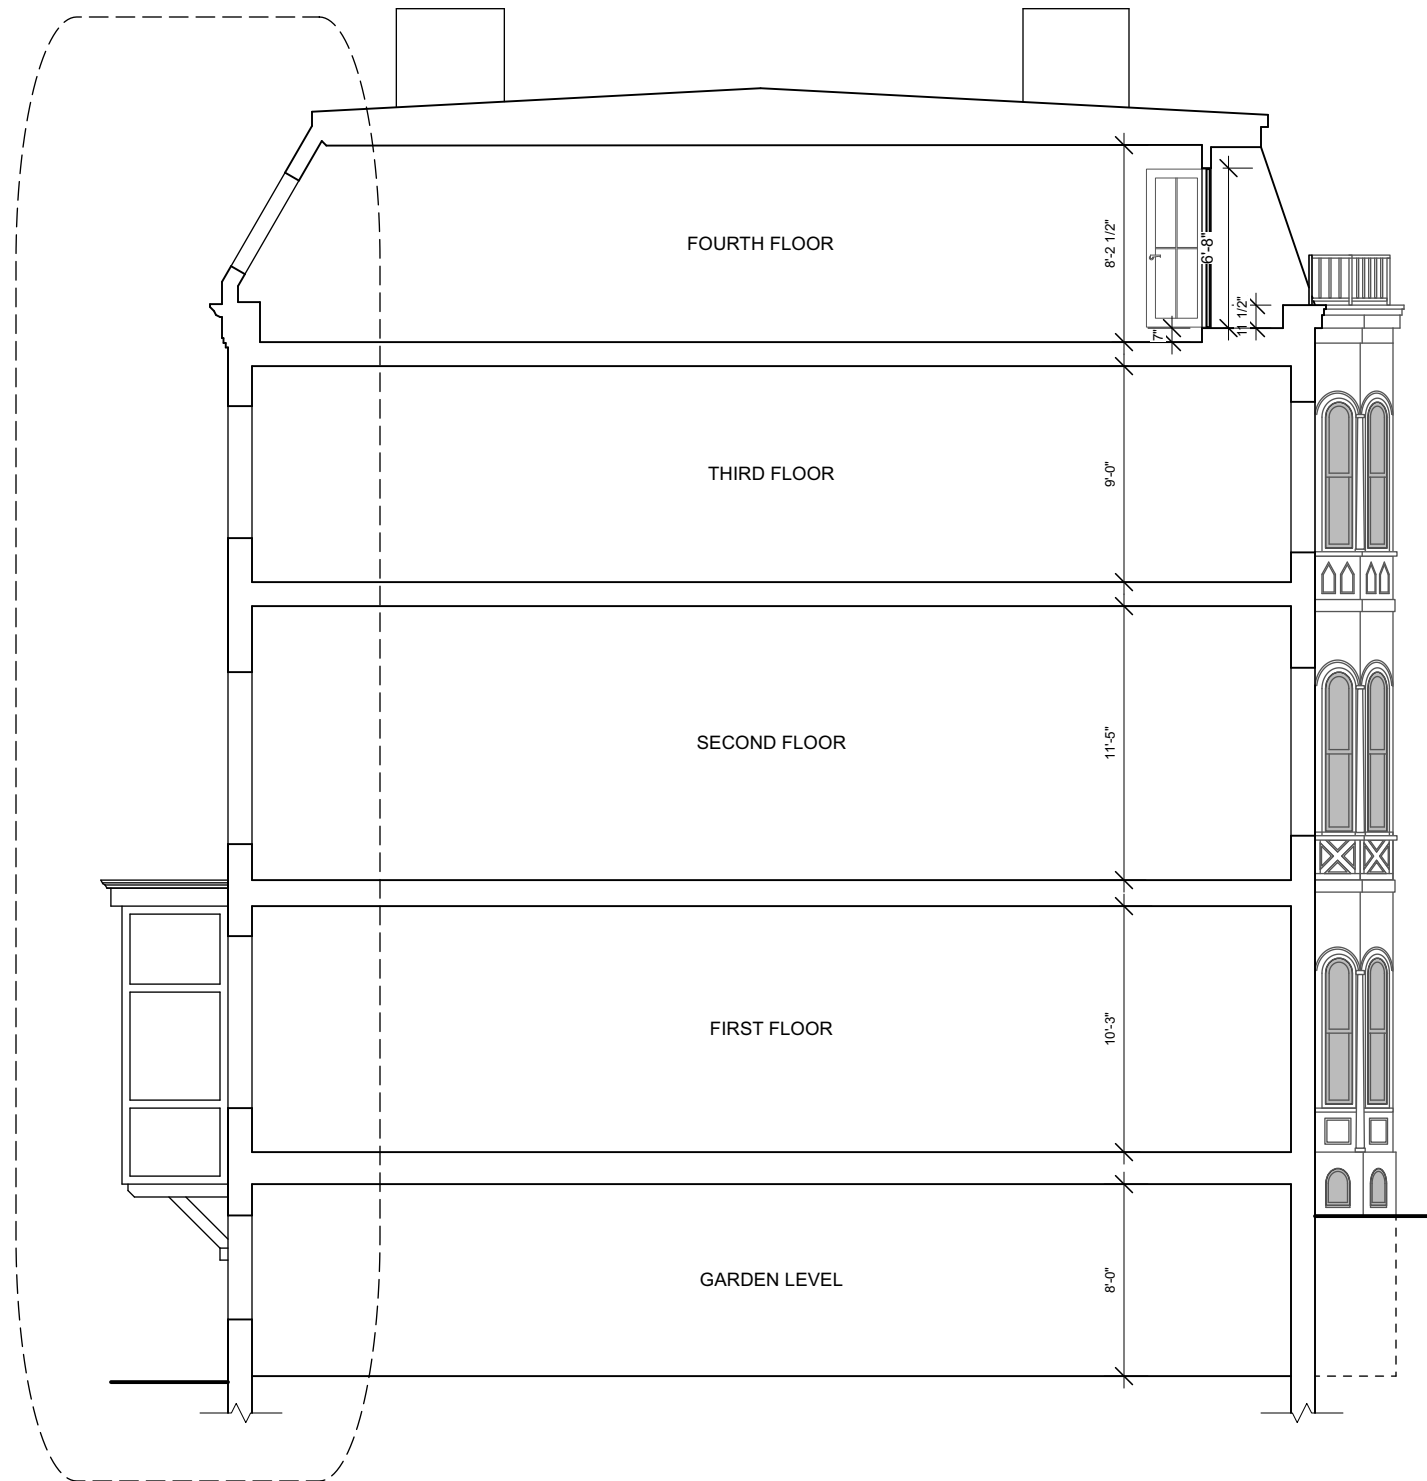 FOURTH FLOOR
8'-2 1/2"
6'-8"
11 1/2"
7"
THIRD FLOOR
9'-0"
SECOND FLOOR
11'-5"
FIRST FLOOR
10'-3"
GARDEN LEVEL
8'-0"